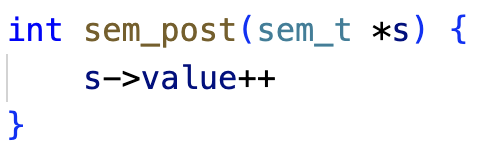 int sem_post(sem_t *s) {
    s->value++
}